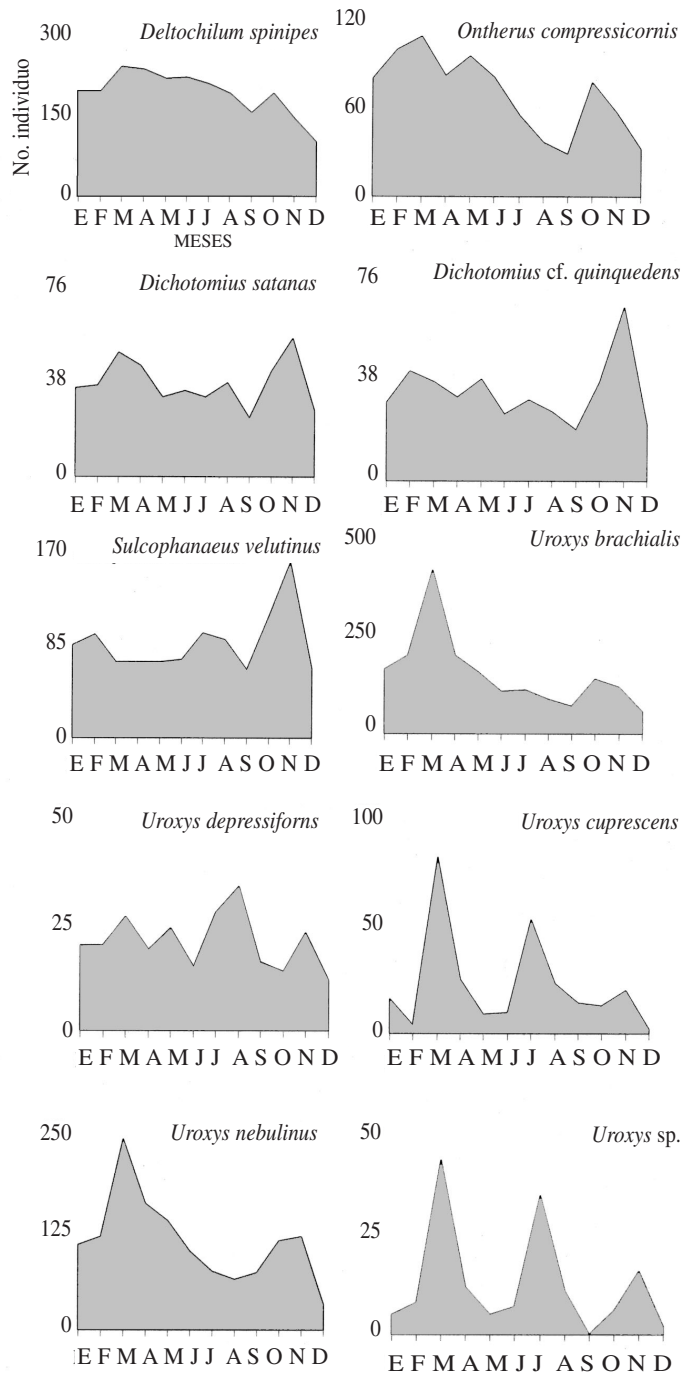 Deltochilum spinipes
300
150
0
No. individuo
E F M A M J J A S O N D
MESES
Ontherus compressicornis
120
60
0
E F M A M J J A S O N D
Dichotomius satanas
76
38
0
E F M A M J J A S O N D
Dichotomius cf. quinquedens
76
38
0
E F M A M J J A S O N D
Sulcophanaeus velutinus
170
85
0
E F M A M J J A S O N D
Uroxys brachialis
500
250
0
E F M A M J J A S O N D
Uroxys depressiforns
50
25
0
E F M A M J J A S O N D
Uroxys cuprescens
100
50
0
E F M A M J J A S O N D
Uroxys nebulinus
250
125
0
E F M A M J J A S O N D
Uroxys sp.
50
25
0
E F M A M J J A S O N D